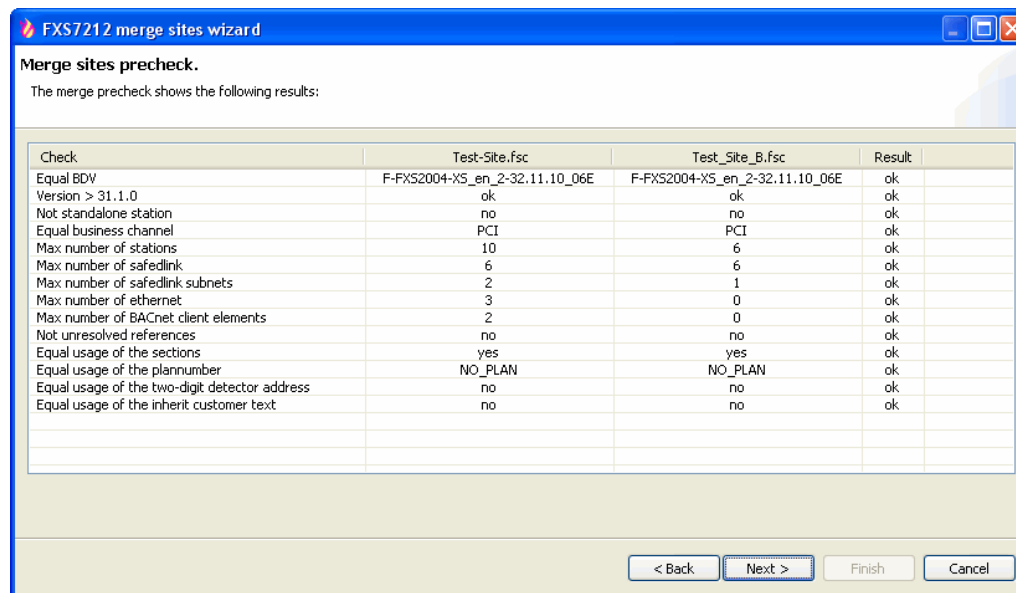 FXS7212 merge sites wizard
Merge sites precheck.
The merge precheck shows the following results:
Check Test-Site.fsc Test_Site_B.fsc Result
Equal BDV F-FXS2004-XS_en_2-32.11.10_06E F-FXS2004-XS_en_2-32.11.10_06E ok
Version > 31.1.0 ok ok ok
Not standalone station no no ok
Equal business channel PCI PCI ok
Max number of stations 10 6 ok
Max number of safedlink 6 6 ok
Max number of safedlink subnets 2 1 ok
Max number of ethernet 3 0 ok
Max number of BACnet client elements 2 0 ok
Not unresolved references no no ok
Equal usage of the sections yes yes ok
Equal usage of the plannumber NO_PLAN NO_PLAN ok
Equal usage of the two-digit detector address no no ok
Equal usage of the inherit customer text no no ok
< Back Next > Finish Cancel